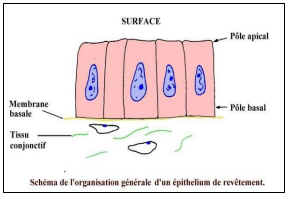 SURFACE
Pôle apical
Membrane
basale
Pôle basal
Tissu
conjonctif
Schéma de l'organisation générale d'un épithelium de revêtement.